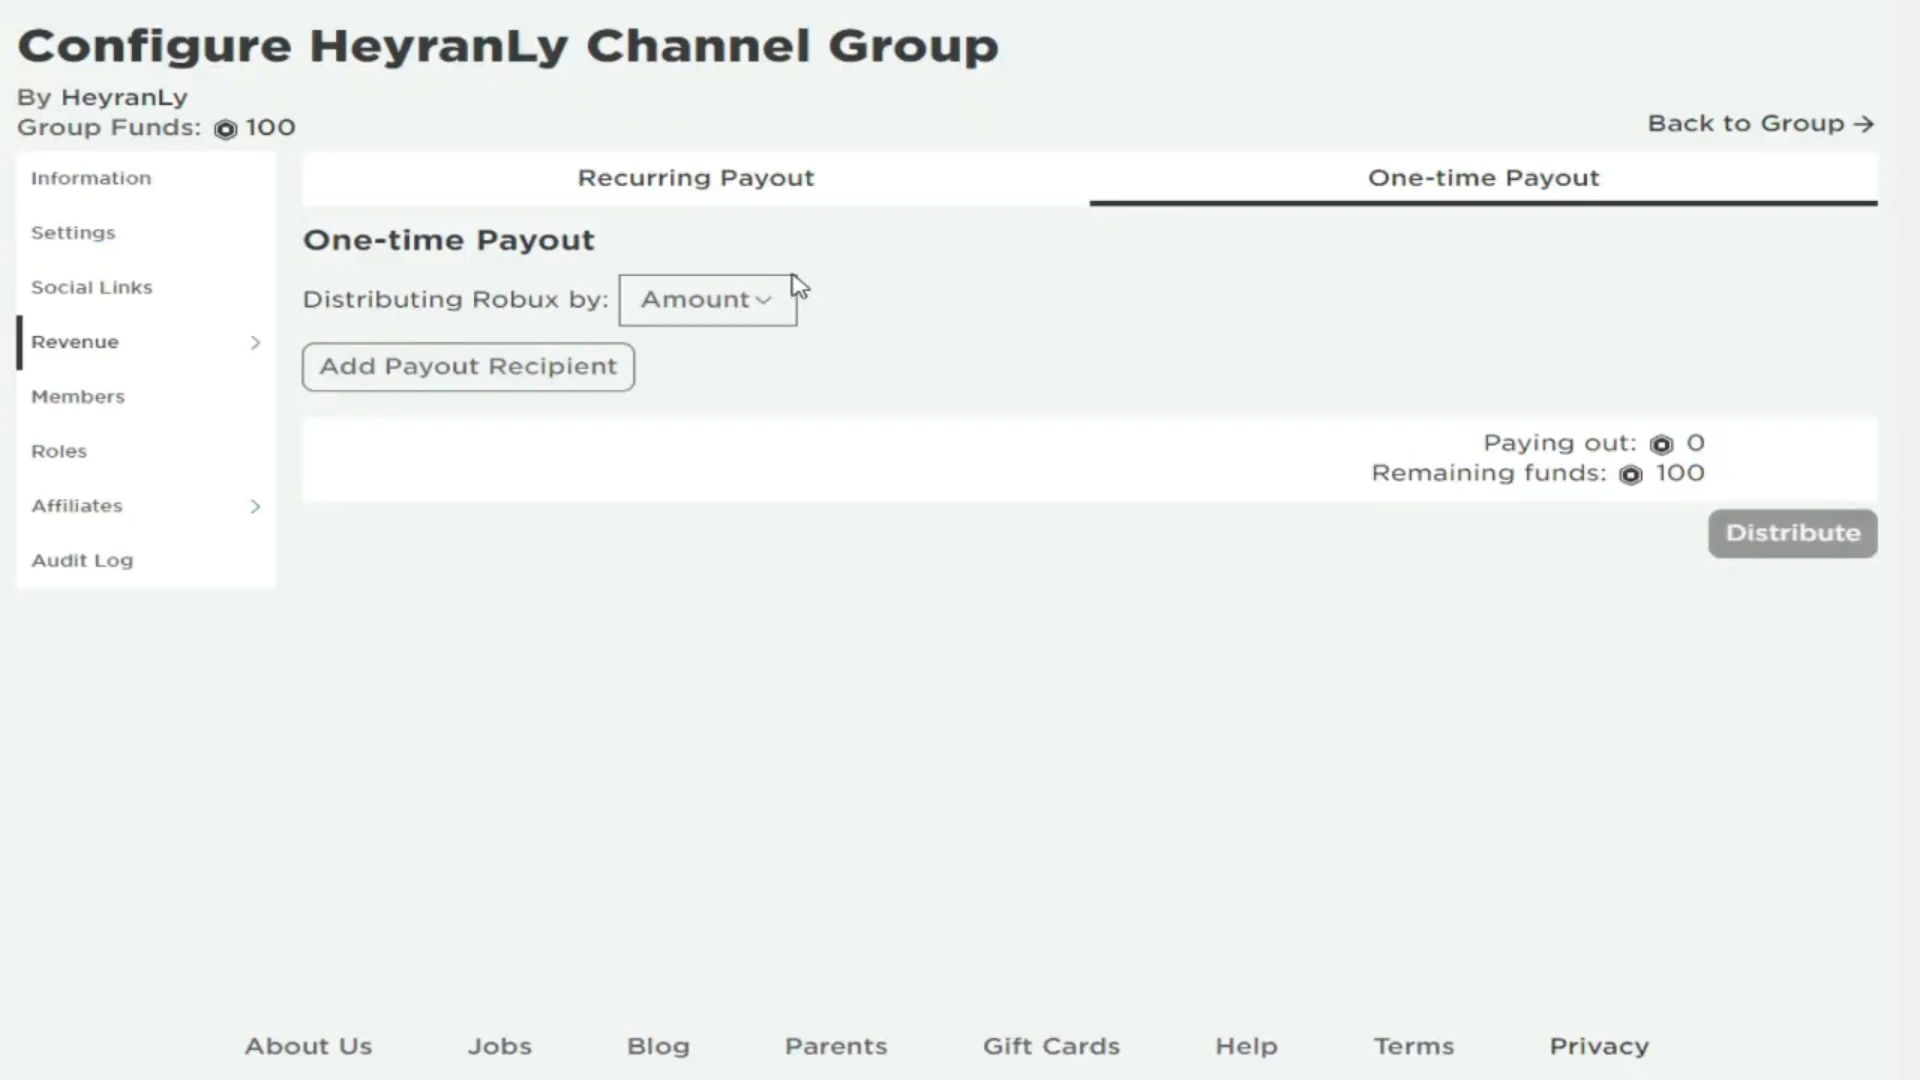 Configure HeyranLy Channel Group
By HeyranLy
Group Funds: 100
Back to Group →
Information
Settings
Social Links
Revenue
Members
Roles
Affiliates
Audit Log
Recurring Payout
One-time Payout
One-time Payout
Distributing Robux by: Amount
Add Payout Recipient
Paying out: 0
Remaining funds: 100
Distribute
About Us Jobs Blog Parents Gift Cards Help Terms Privacy